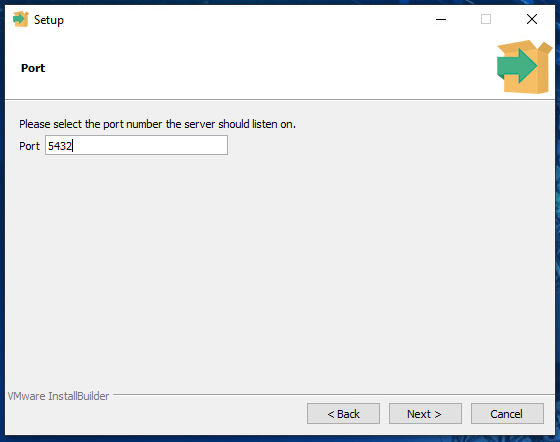 Setup
Port
Please select the port number the server should listen on.
Port 5432
VMware InstallBuilder
< Back Next > Cancel